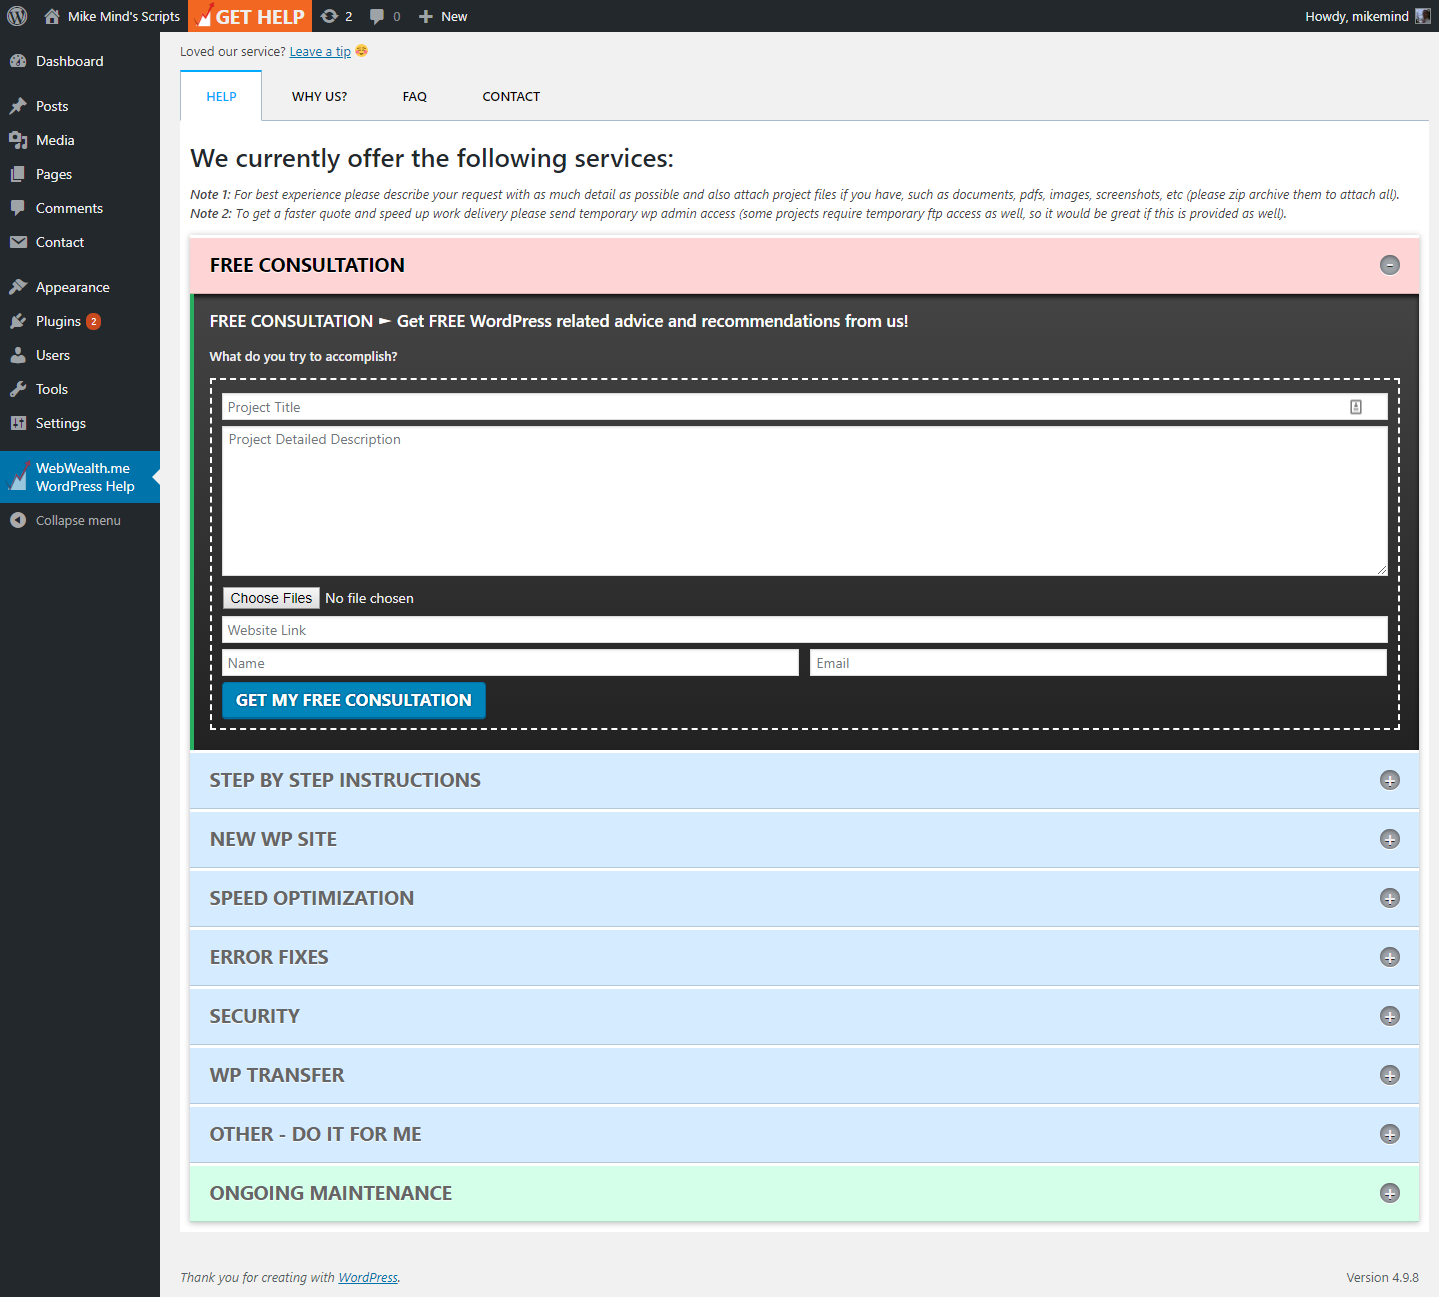 Mike Mind's Scripts GET HELP 2 0 New Howdy, mikemind
Loved our service? Leave a tip
HELP WHY US? FAQ CONTACT
Dashboard
Posts
Media
Pages
Comments
Contact
Appearance
Plugins 2
Users
Tools
Settings
WebWealth.me
WordPress Help
Collapse menu
We currently offer the following services:
Note 1: For best experience please describe your request with as much detail as possible and also attach project files if you have, such as documents, pdfs, images, screenshots, etc (please zip archive them to attach all).
Note 2: To get a faster quote and speed up work delivery please send temporary wp admin access (some projects require temporary ftp access as well, so it would be great if this is provided as well).
FREE CONSULTATION
FREE CONSULTATION ► Get FREE WordPress related advice and recommendations from us!
What do you try to accomplish?
Project Title
Project Detailed Description
Choose Files No file chosen
Website Link
Name Email
GET MY FREE CONSULTATION
STEP BY STEP INSTRUCTIONS
NEW WP SITE
SPEED OPTIMIZATION
ERROR FIXES
SECURITY
WP TRANSFER
OTHER - DO IT FOR ME
ONGOING MAINTENANCE
Thank you for creating with WordPress. Version 4.9.8